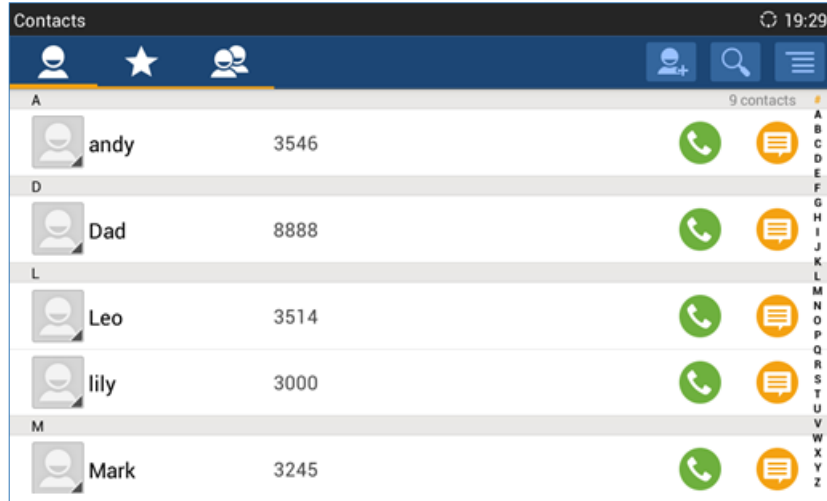 Contacts 19:29
A 9 contacts #
andy 3546
D
Dad 8888
L
Leo 3514
lily 3000
M
Mark 3245
A
B
C
D
E
F
G
H
I
J
K
L
M
N
O
P
Q
R
S
T
U
V
W
X
Y
Z